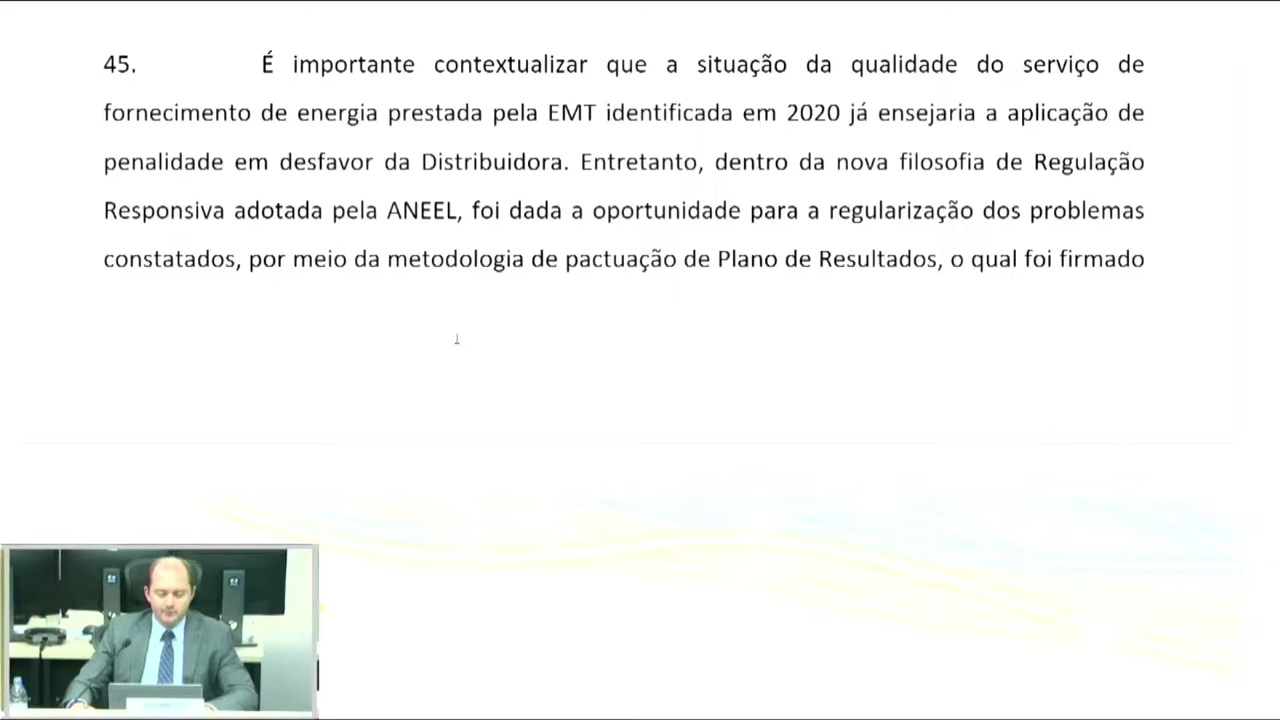 45. É importante contextualizar que a situação da qualidade do serviço de
fornecimento de energia prestada pela EMT identificada em 2020 já ensejaria a aplicação de
penalidade em desfavor da Distribuidora. Entretanto, dentro da nova filosofia de Regulação
Responsiva adotada pela ANEEL, foi dada a oportunidade para a regularização dos problemas
constatados, por meio da metodologia de pactuação de Plano de Resultados, o qual foi firmado